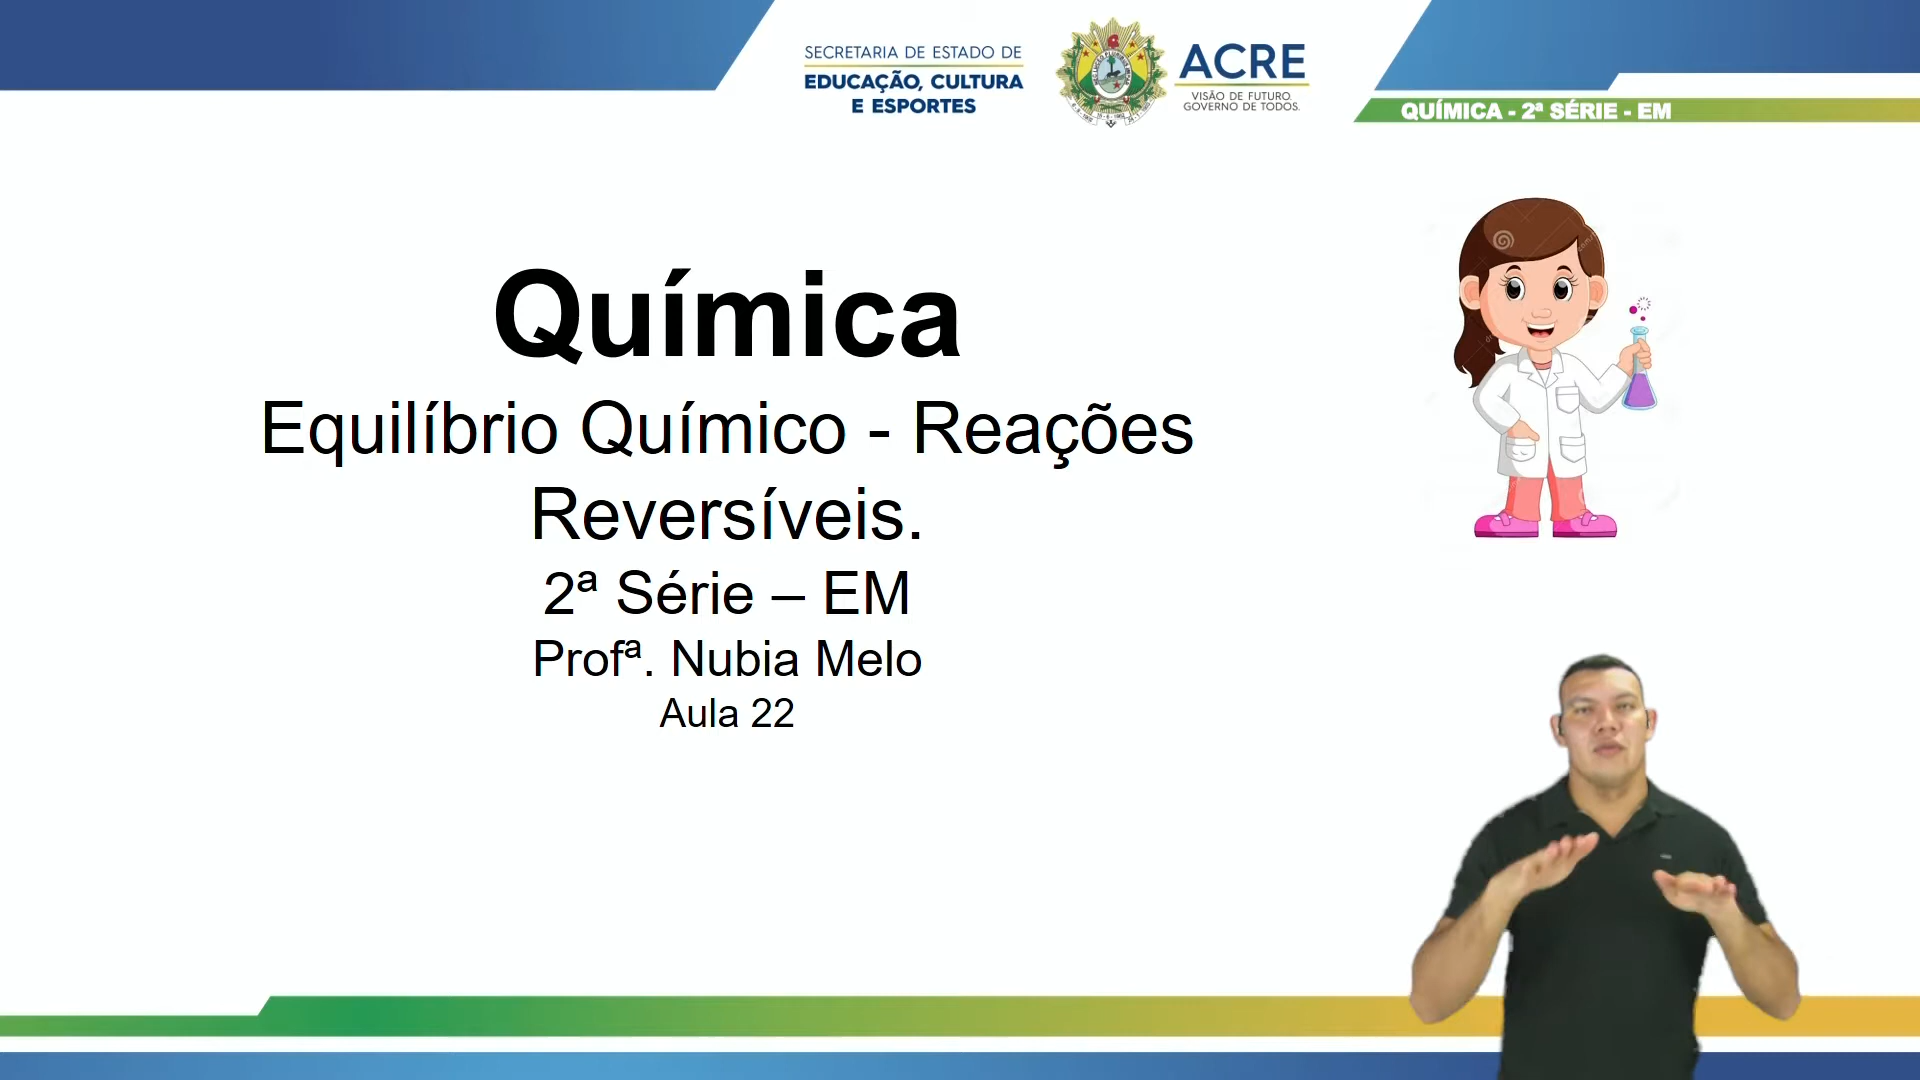 SECRETARIA DE ESTADO DE
EDUCAÇÃO, CULTURA
E ESPORTES
ACRE
VISÃO DE FUTURO.
GOVERNO DE TODOS.
QUÍMICA - 2ª SÉRIE - EM
Química
Equilíbrio Químico - Reações
Reversíveis.
2ª Série – EM
Profª. Nubia Melo
Aula 22